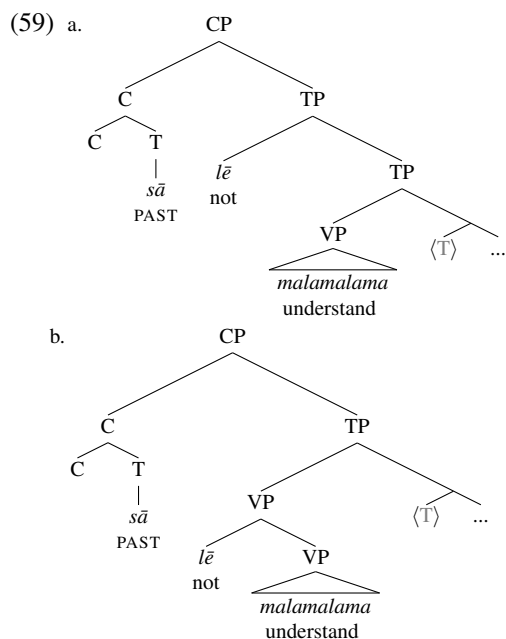 (59) a. CP
C TP
C T lē TP
sā not
PAST VP ⟨T⟩ ...
malamalama
understand
b. CP
C TP
C T VP ⟨T⟩ ...
sā
PAST lē VP
not malamalama
understand